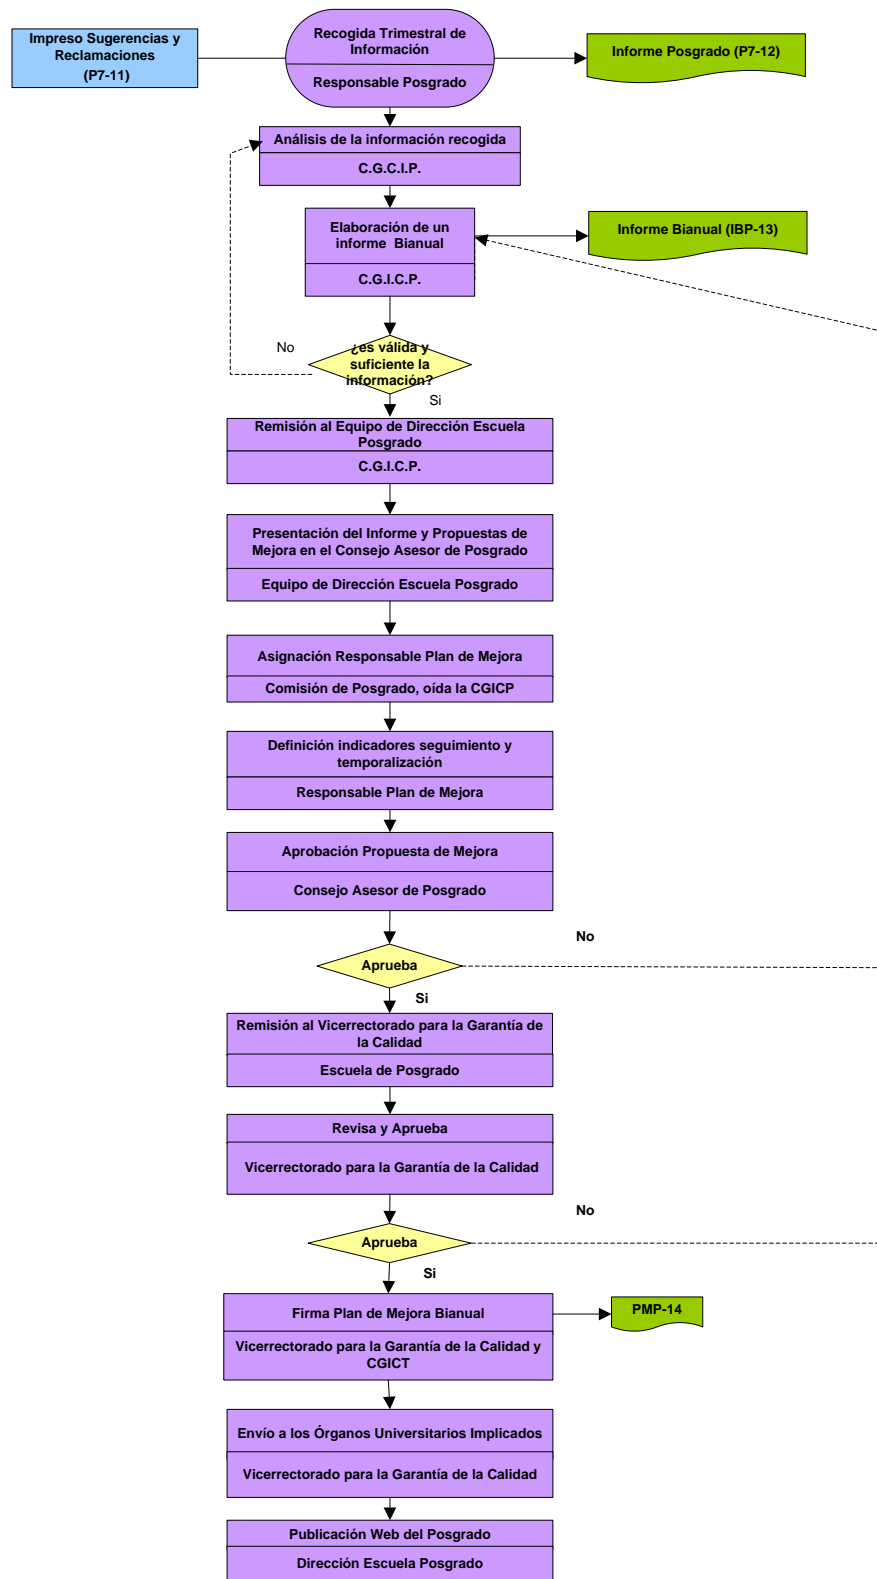 Impreso Sugerencias y
Reclamaciones
(P7-11)
Recogida Trimestral de
Información
Responsable Posgrado
Informe Posgrado (P7-12)
Análisis de la información recogida
C.G.C.I.P.
Elaboración de un
informe Bianual
C.G.I.C.P.
Informe Bianual (IBP-13)
No
¿es válida y
suficiente la
información?
Si
Remisión al Equipo de Dirección Escuela
Posgrado
C.G.I.C.P.
Presentación del Informe y Propuestas de
Mejora en el Consejo Asesor de Posgrado
Equipo de Dirección Escuela Posgrado
Asignación Responsable Plan de Mejora
Comisión de Posgrado, oída la CGICP
Definición indicadores seguimiento y
temporalización
Responsable Plan de Mejora
Aprobación Propuesta de Mejora
Consejo Asesor de Posgrado
No
Aprueba
Si
Remisión al Vicerrectorado para la Garantía de
la Calidad
Escuela de Posgrado
Revisa y Aprueba
Vicerrectorado para la Garantía de la Calidad
No
Aprueba
Si
Firma Plan de Mejora Bianual
Vicerrectorado para la Garantía de la Calidad y
CGICT
PMP-14
Envío a los Órganos Universitarios Implicados
Vicerrectorado para la Garantía de la Calidad
Publicación Web del Posgrado
Dirección Escuela Posgrado